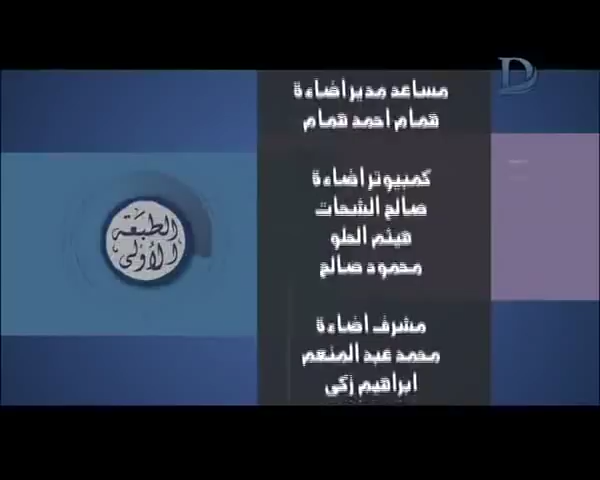 مساعد مدير اضاءة
همام احمد همام
كمبيوتر اضاءة
صالح الشحات
هيثم الحلو
محمود صالح
مشرف اضاءة
محمد عبد المنعم
ابراهيم زكى
الطبعة
الأولى
D